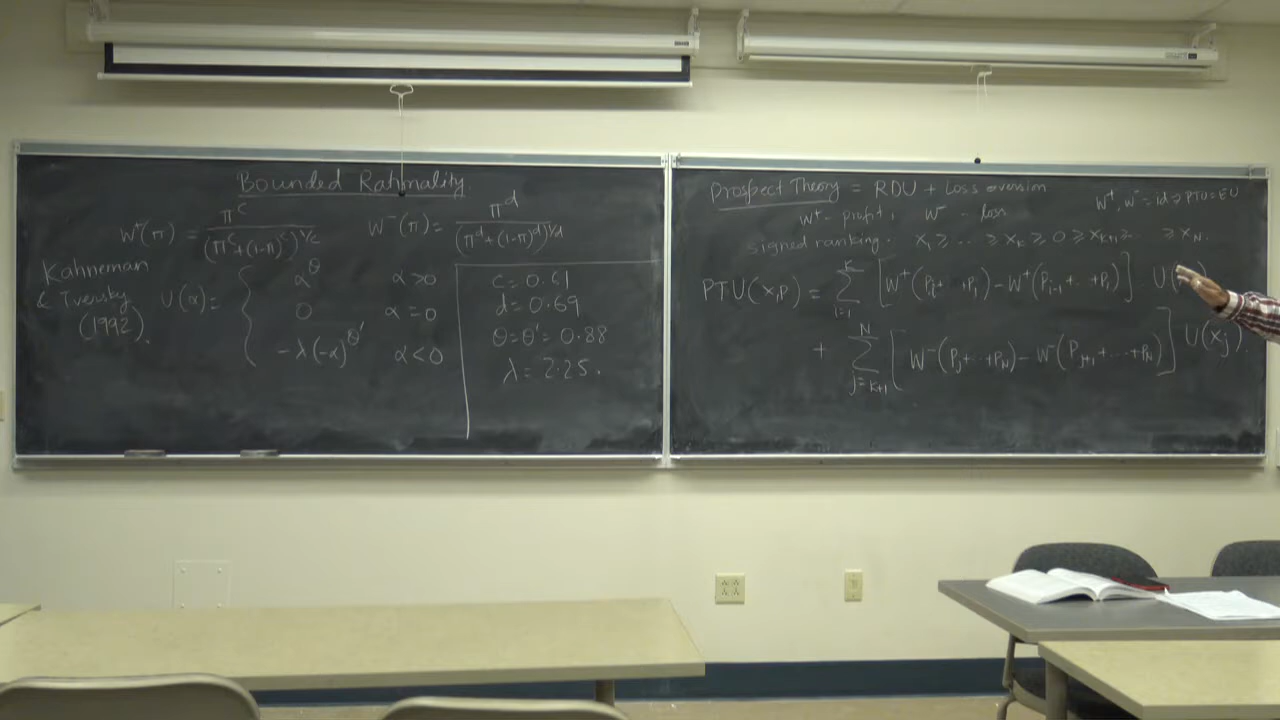 Bounded Rationality
W⁺(π) = π^c / (π^c + (1-π)^c)^{1/c}   W⁻(π) = π^d / (π^d + (1-π)^d)^{1/d}
Kahneman
& Tversky
(1992).
U(α) = { α^θ   α>0
0   α=0
-λ(-α)^{θ'}   α<0
c = 0.61
d = 0.69
θ=θ' = 0.88
λ = 2.25.
Prospect Theory = RDU + Loss aversion
W⁺, W⁻ = id ⇒ PTU = EU
W⁺ - profit, W⁻ - loss
signed ranking. x₁ ≥ ... ≥ x_K ≥ 0 ≥ x_{K+1} ≥ ≥ x_N.
PTU(x,p) = Σ_{i=1}^{K} [W⁺(p_i+...+p₁) - W⁺(p_{i-1}+...+p₁)] U(
+ Σ_{j=K+1}^{N} [W⁻(p_j+...+p_N) - W⁻(p_{j+1}+...+p_N)] U(x_j).